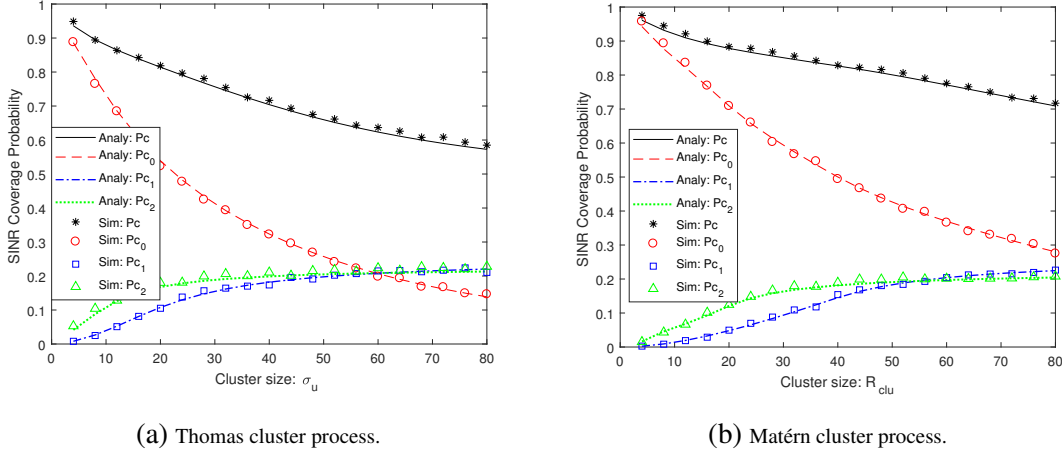 1
0.9
0.8
0.7
0.6
0.5
0.4
0.3
0.2
0.1
0
SINR Coverage Probability
Analy: Pc
Analy: Pc0
Analy: Pc1
Analy: Pc2
Sim: Pc
Sim: Pc0
Sim: Pc1
Sim: Pc2
0 10 20 30 40 50 60 70 80
Cluster size: σu
(a) Thomas cluster process.
1
0.9
0.8
0.7
0.6
0.5
0.4
0.3
0.2
0.1
0
SINR Coverage Probability
Analy: Pc
Analy: Pc0
Analy: Pc1
Analy: Pc2
Sim: Pc
Sim: Pc0
Sim: Pc1
Sim: Pc2
0 10 20 30 40 50 60 70 80
Cluster size: Rclu
(b) Matérn cluster process.